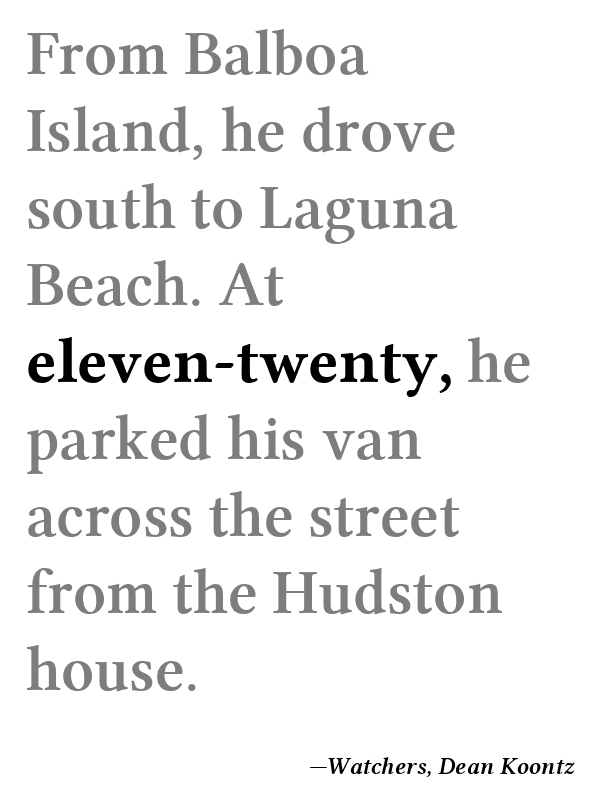 From Balboa
Island, he drove
south to Laguna
Beach. At
eleven-twenty, he
parked his van
across the street
from the Hudston
house.
—Watchers, Dean Koontz